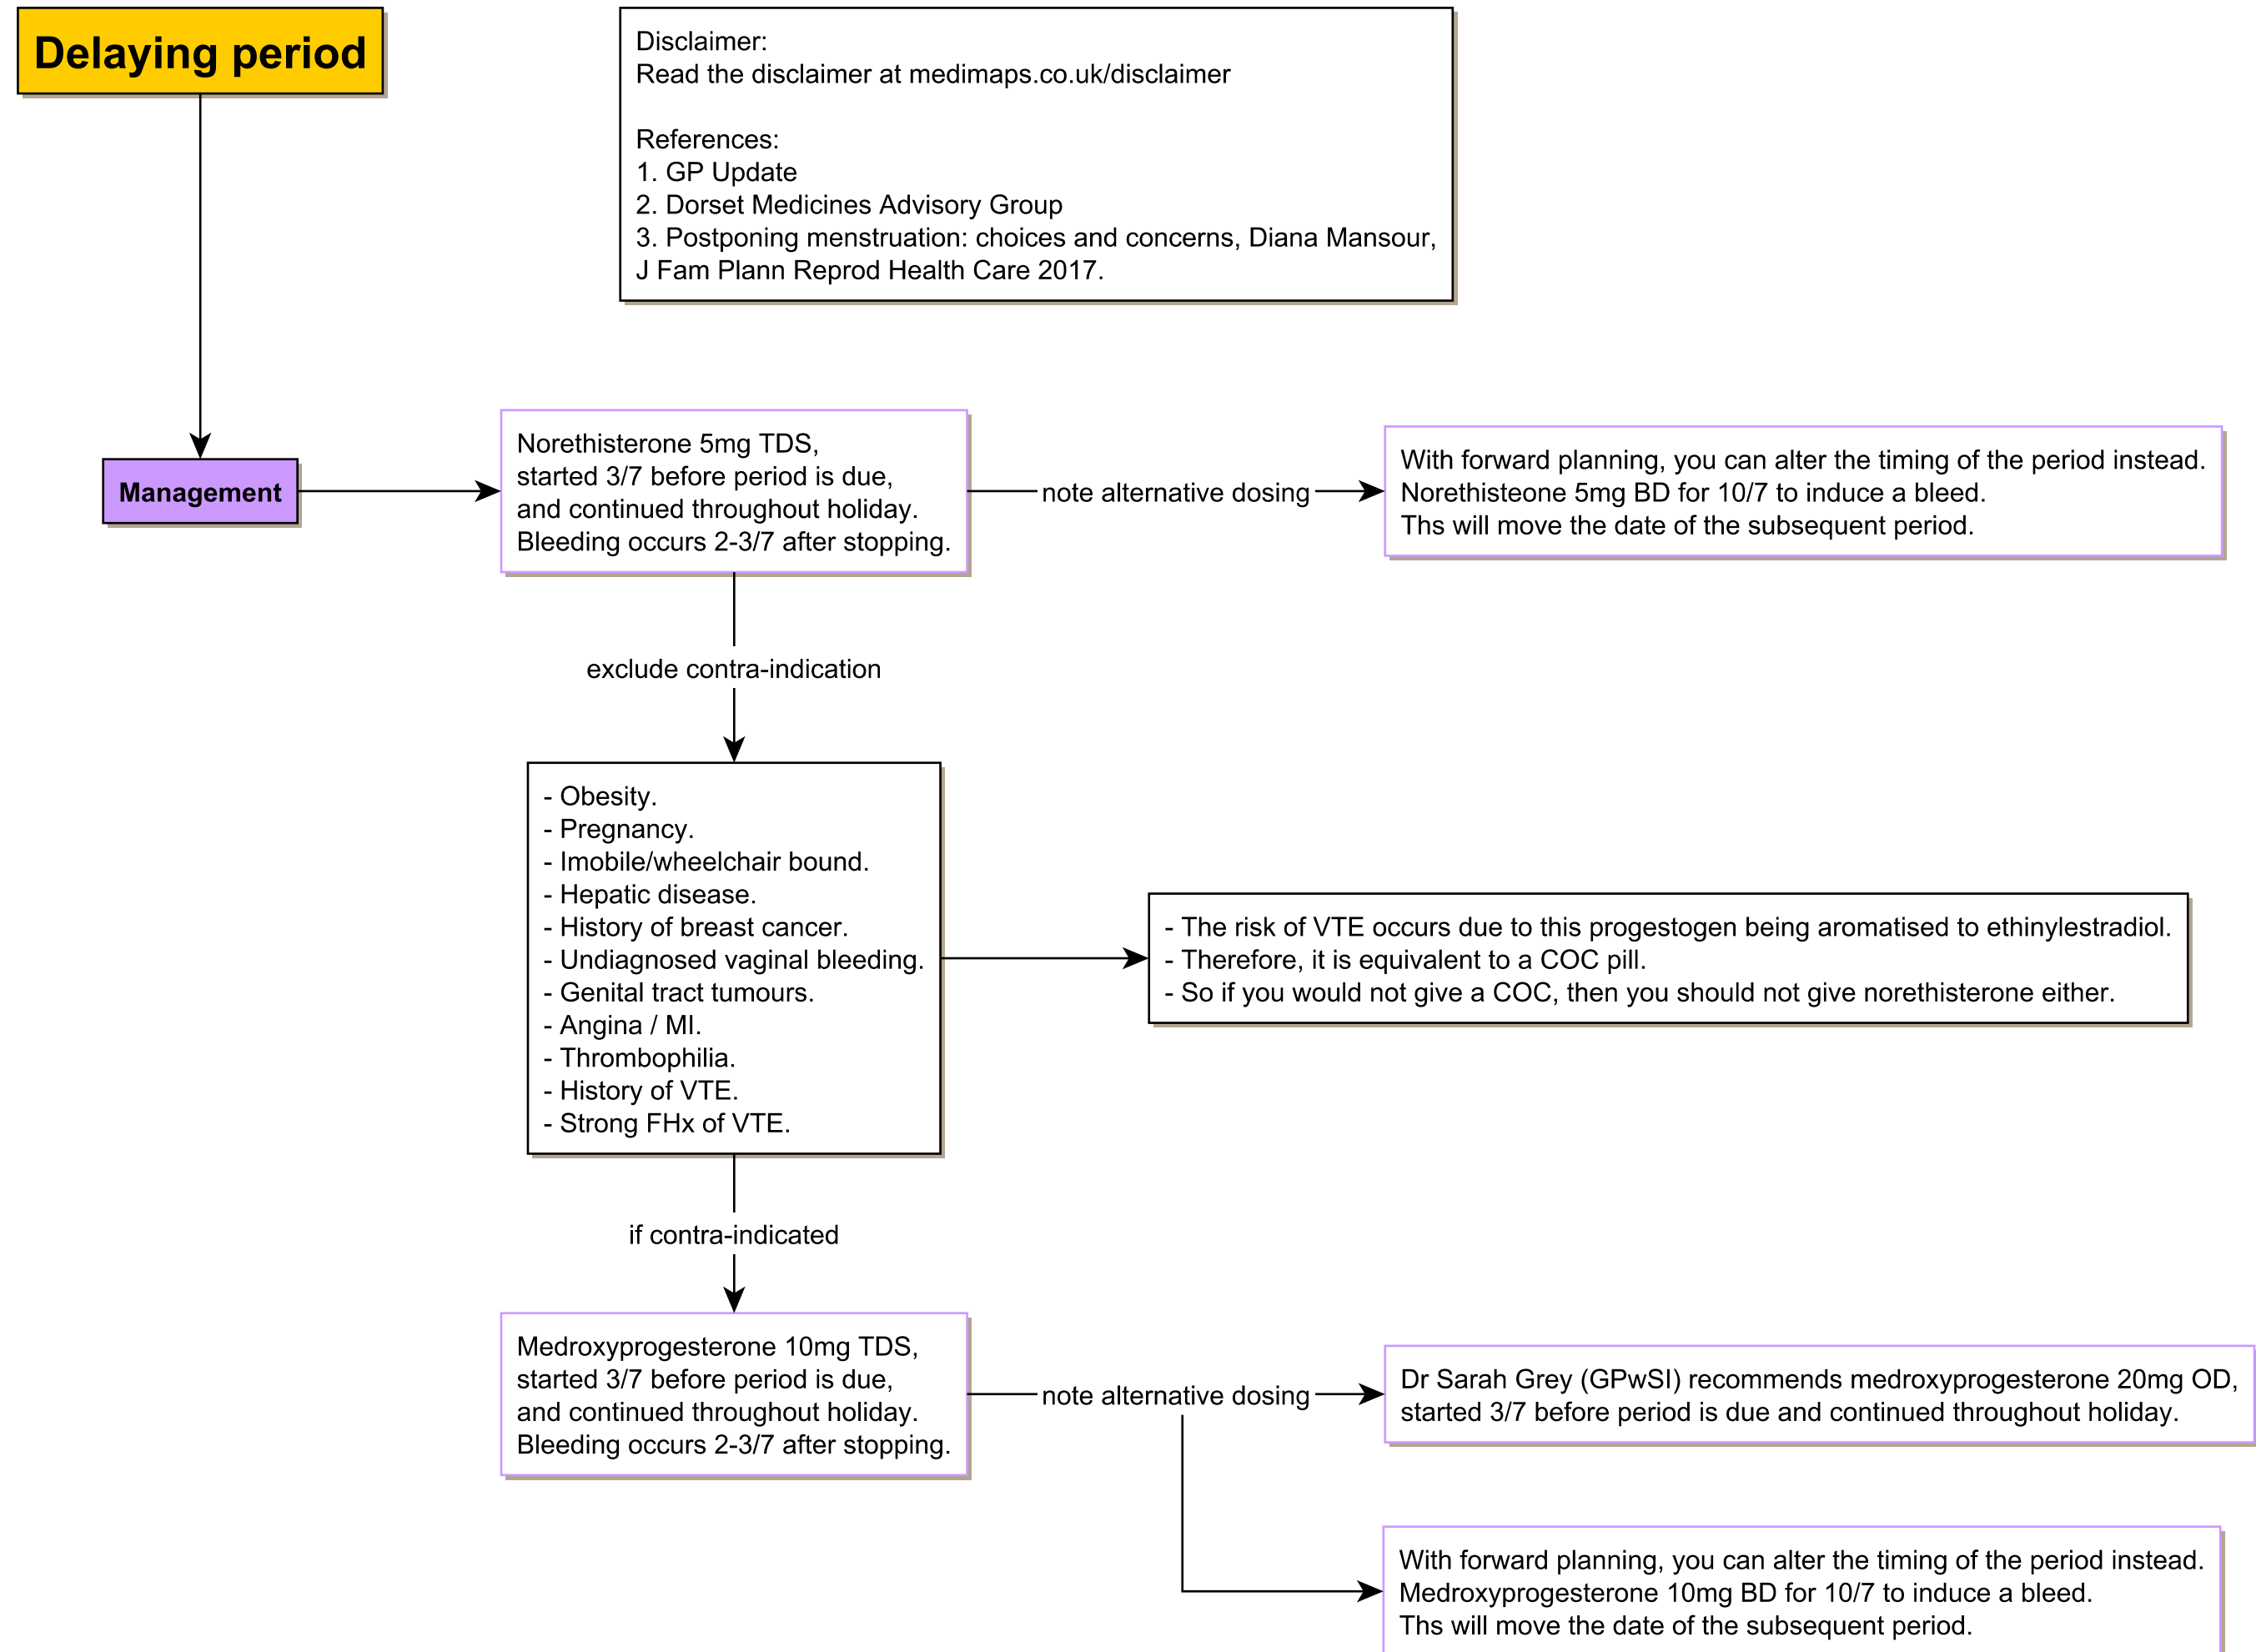 Delaying period
Disclaimer:
Read the disclaimer at medimaps.co.uk/disclaimer
References:
1. GP Update
2. Dorset Medicines Advisory Group
3. Postponing menstruation: choices and concerns, Diana Mansour,
J Fam Plann Reprod Health Care 2017.
Management
Norethisterone 5mg TDS,
started 3/7 before period is due,
and continued throughout holiday.
Bleeding occurs 2-3/7 after stopping.
note alternative dosing
With forward planning, you can alter the timing of the period instead.
Norethisteone 5mg BD for 10/7 to induce a bleed.
Ths will move the date of the subsequent period.
exclude contra-indication
- Obesity.
- Pregnancy.
- Imobile/wheelchair bound.
- Hepatic disease.
- History of breast cancer.
- Undiagnosed vaginal bleeding.
- Genital tract tumours.
- Angina / MI.
- Thrombophilia.
- History of VTE.
- Strong FHx of VTE.
- The risk of VTE occurs due to this progestogen being aromatised to ethinylestradiol.
- Therefore, it is equivalent to a COC pill.
- So if you would not give a COC, then you should not give norethisterone either.
if contra-indicated
Medroxyprogesterone 10mg TDS,
started 3/7 before period is due,
and continued throughout holiday.
Bleeding occurs 2-3/7 after stopping.
note alternative dosing
Dr Sarah Grey (GPwSI) recommends medroxyprogesterone 20mg OD,
started 3/7 before period is due and continued throughout holiday.
With forward planning, you can alter the timing of the period instead.
Medroxyprogesterone 10mg BD for 10/7 to induce a bleed.
Ths will move the date of the subsequent period.